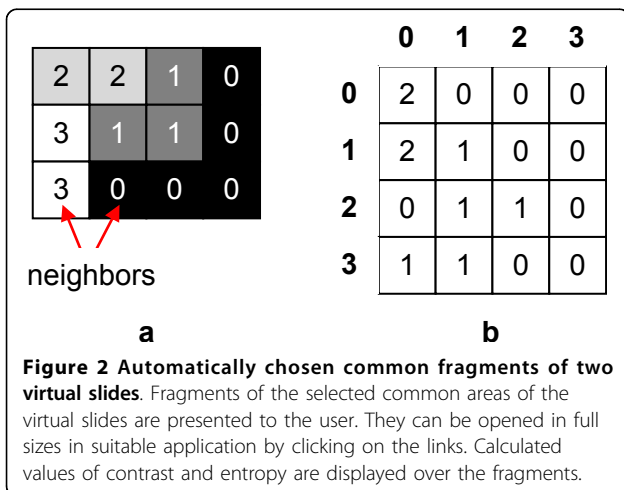 2 2 1 0
3 1 1 0
3 0 0 0
neighbors
a
0 1 2 3
0 2 0 0 0
1 2 1 0 0
2 0 1 1 0
3 1 1 0 0
b
Figure 2 Automatically chosen common fragments of two
virtual slides. Fragments of the selected common areas of the
virtual slides are presented to the user. They can be opened in full
sizes in suitable application by clicking on the links. Calculated
values of contrast and entropy are displayed over the fragments.